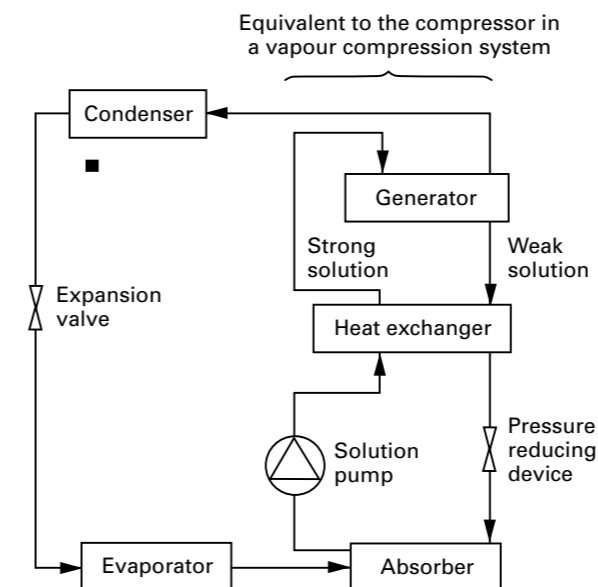 Equivalent to the compressor in
a vapour compression system
Condenser
Generator
Strong
solution
Weak
solution
Expansion
valve
Heat exchanger
Solution
pump
Pressure
reducing
device
Evaporator
Absorber